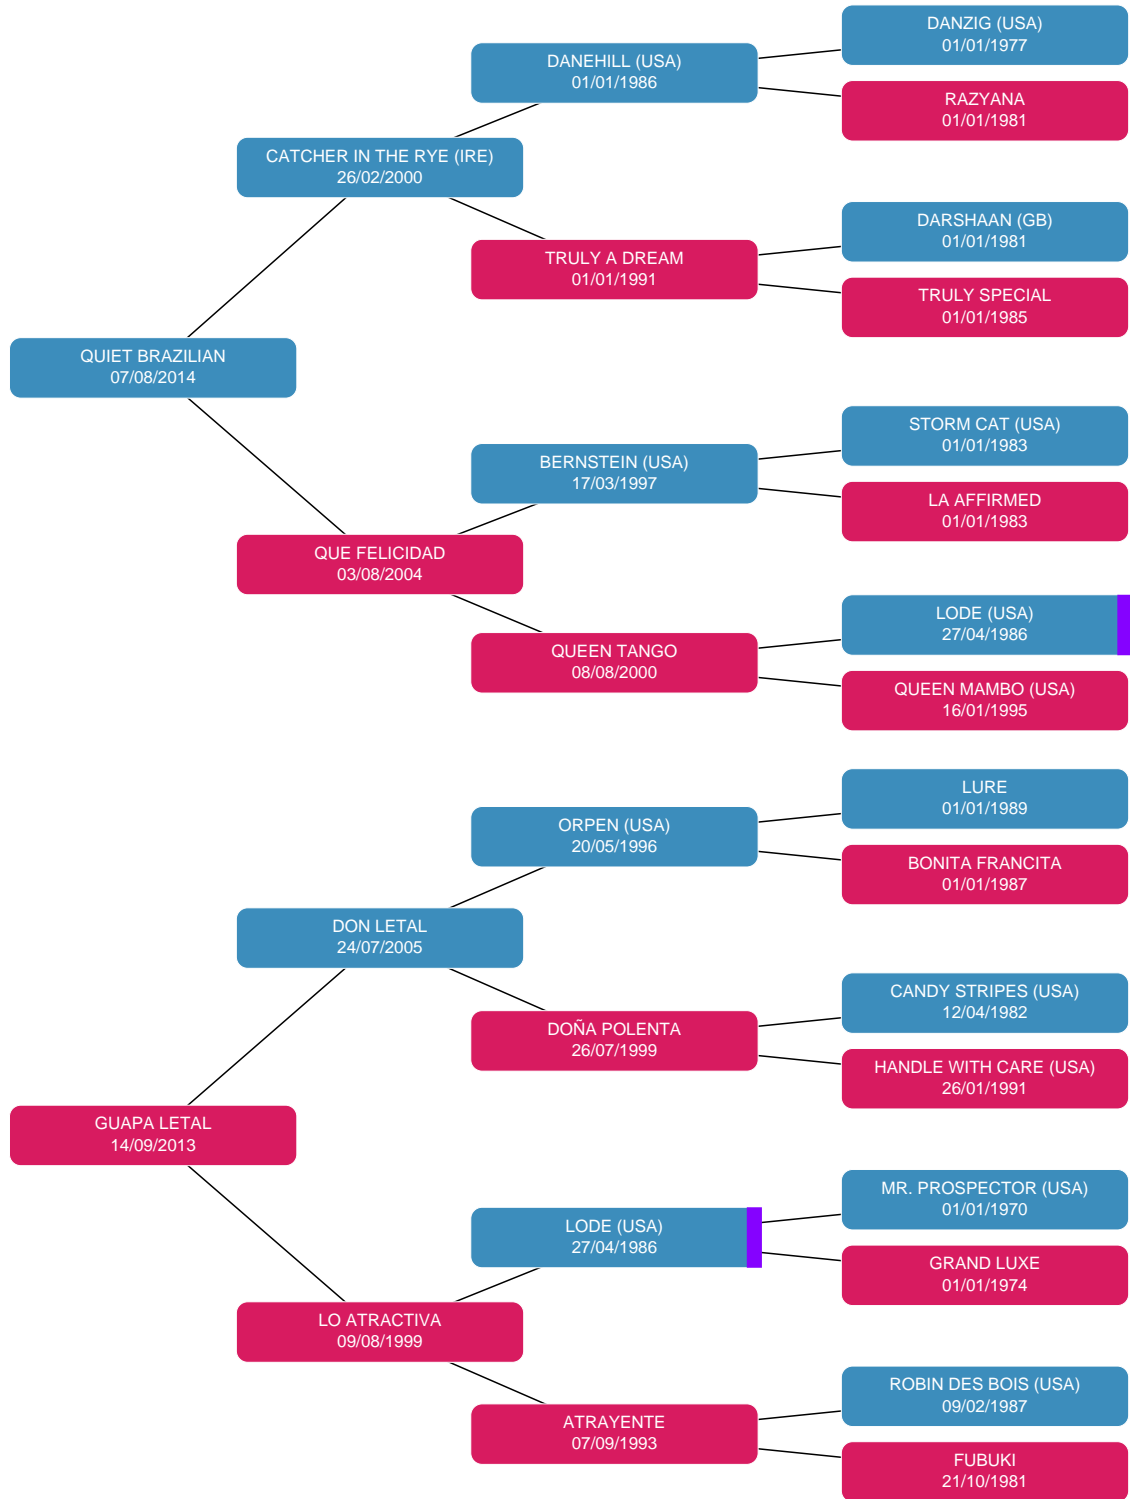 DANZIG (USA)
01/01/1977
DANEHILL (USA)
01/01/1986
RAZYANA
01/01/1981
CATCHER IN THE RYE (IRE)
26/02/2000
DARSHAAN (GB)
01/01/1981
TRULY A DREAM
01/01/1991
TRULY SPECIAL
01/01/1985
QUIET BRAZILIAN
07/08/2014
STORM CAT (USA)
01/01/1983
BERNSTEIN (USA)
17/03/1997
LA AFFIRMED
01/01/1983
QUE FELICIDAD
03/08/2004
LODE (USA)
27/04/1986
QUEEN TANGO
08/08/2000
QUEEN MAMBO (USA)
16/01/1995
LURE
01/01/1989
ORPEN (USA)
20/05/1996
BONITA FRANCITA
01/01/1987
DON LETAL
24/07/2005
CANDY STRIPES (USA)
12/04/1982
DOÑA POLENTA
26/07/1999
HANDLE WITH CARE (USA)
26/01/1991
GUAPA LETAL
14/09/2013
MR. PROSPECTOR (USA)
01/01/1970
LODE (USA)
27/04/1986
GRAND LUXE
01/01/1974
LO ATRACTIVA
09/08/1999
ROBIN DES BOIS (USA)
09/02/1987
ATRAYENTE
07/09/1993
FUBUKI
21/10/1981